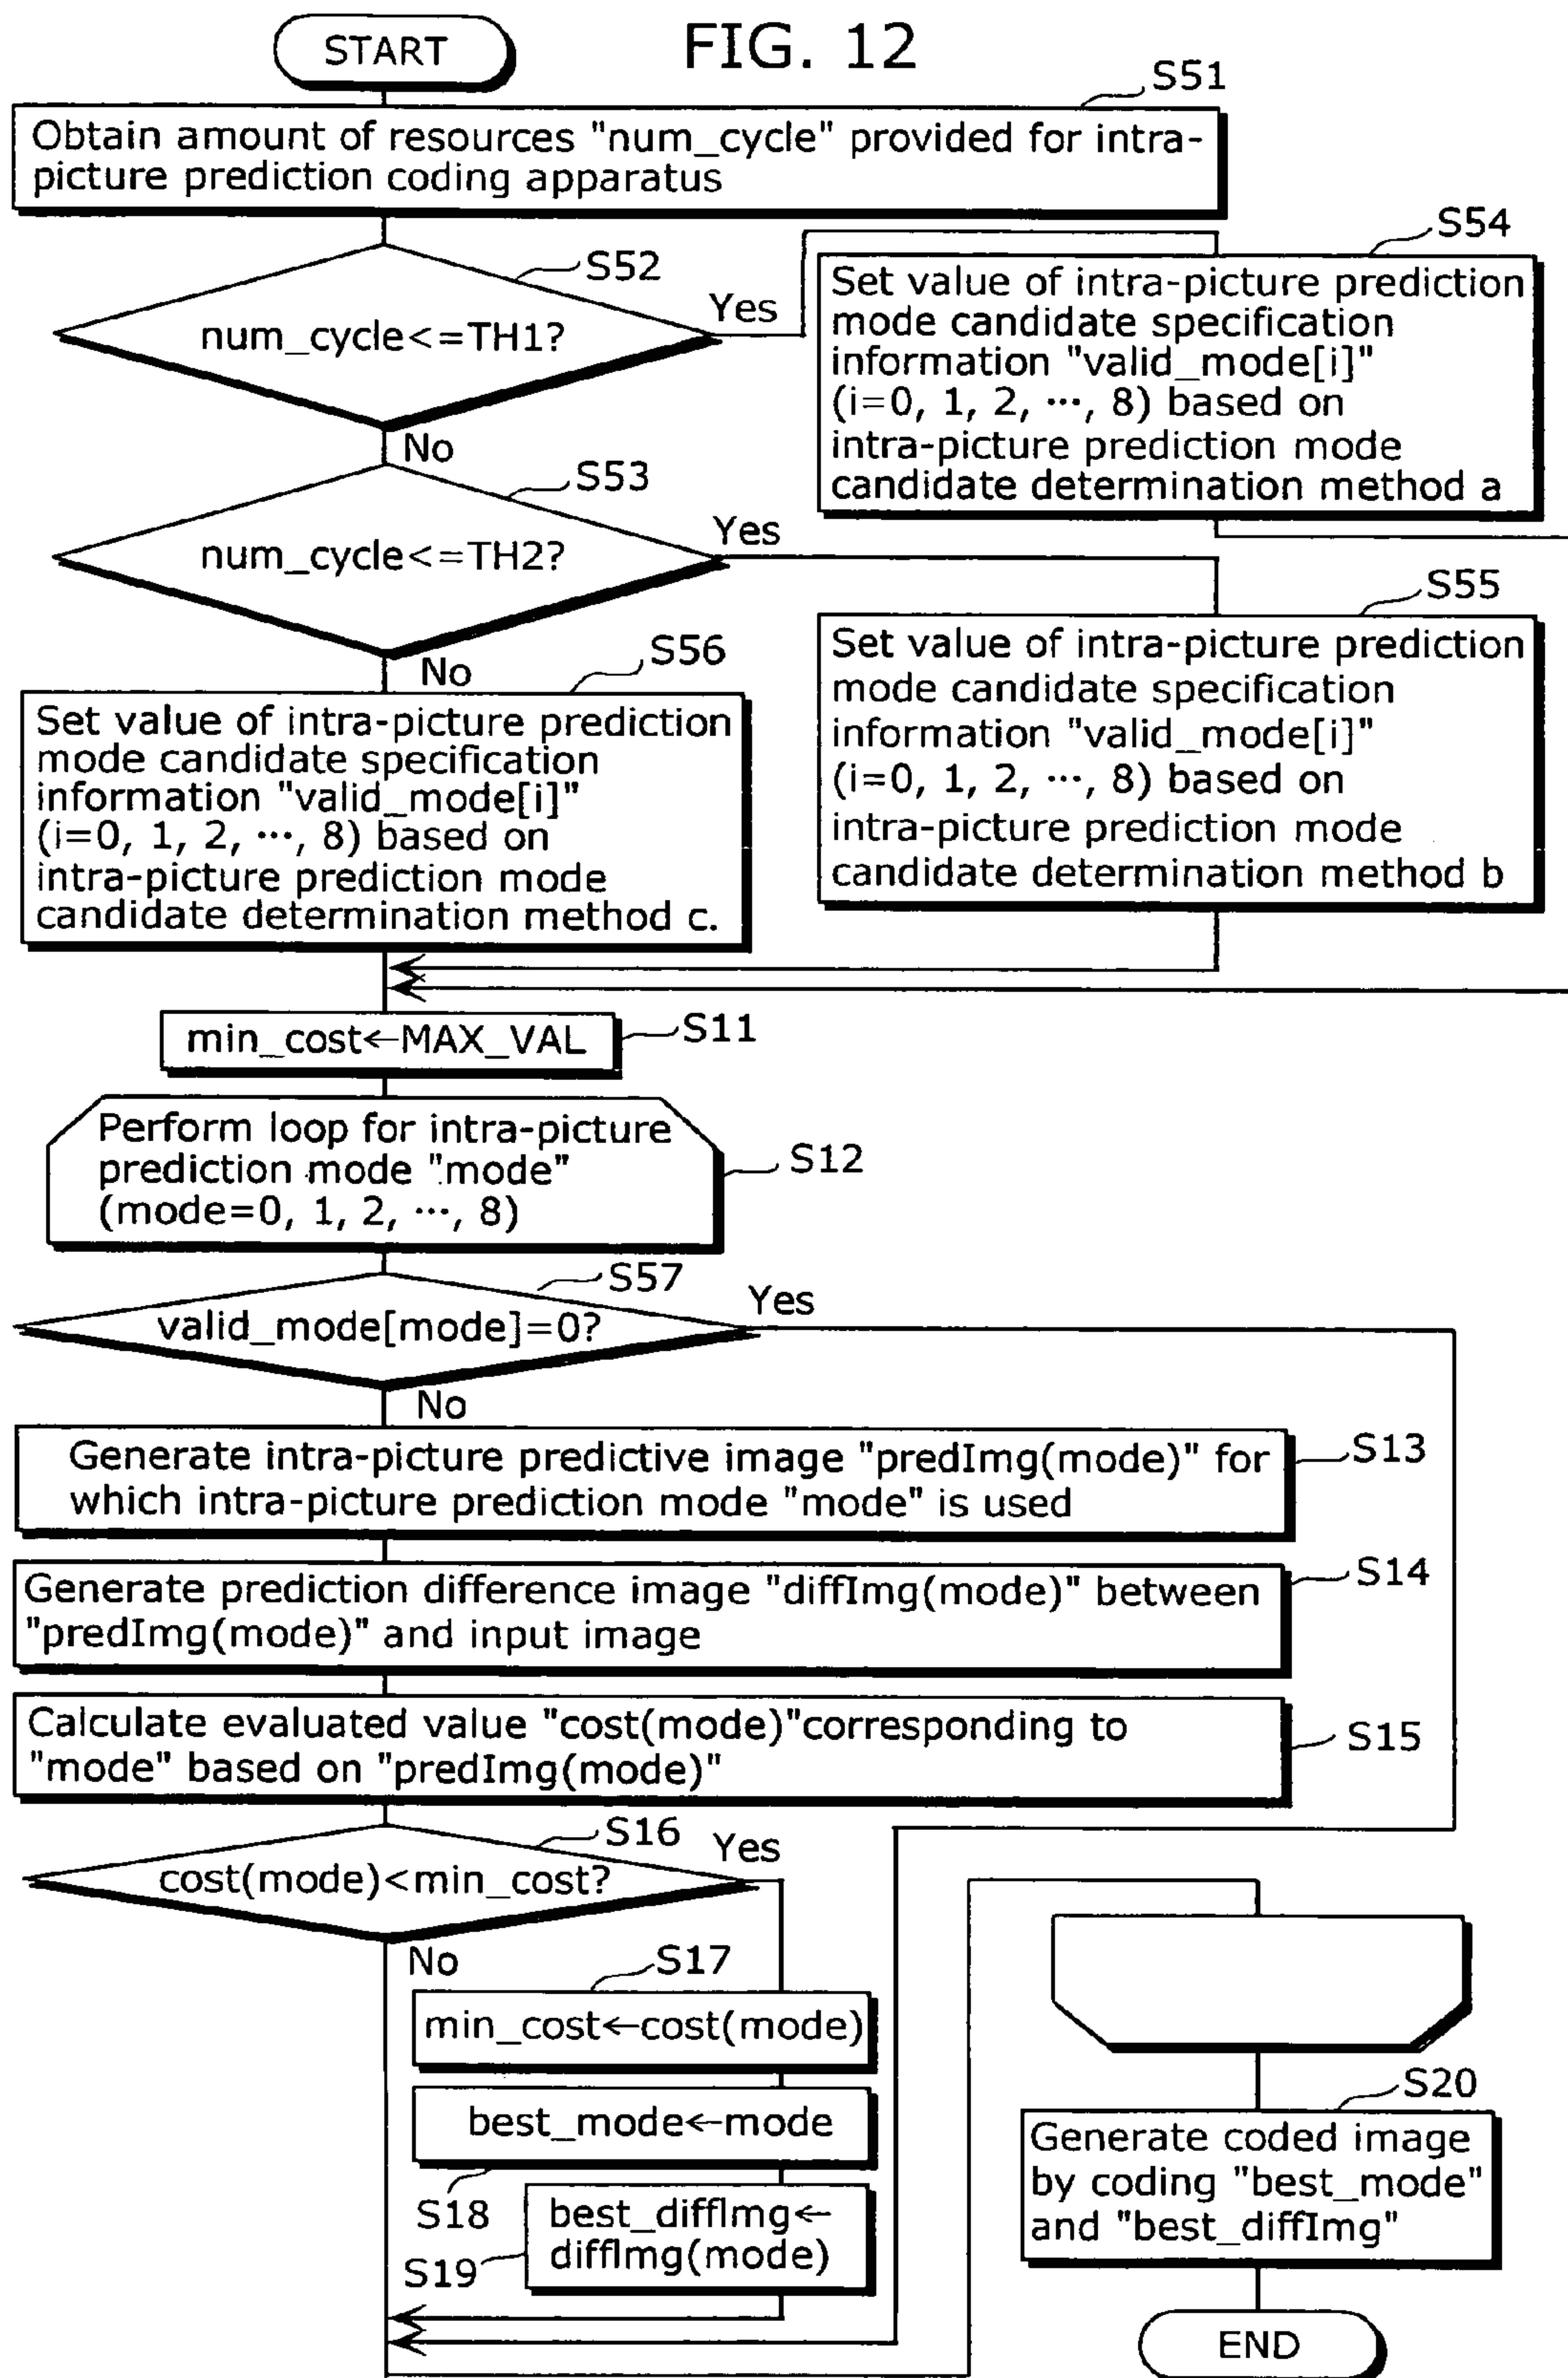 FIG. 12
START
S51
Obtain amount of resources "num_cycle" provided for intra-
picture prediction coding apparatus
S52
num_cycle<=TH1?
Yes
No
S54
Set value of intra-picture prediction
mode candidate specification
information "valid_mode[i]"
(i=0, 1, 2, ···, 8) based on
intra-picture prediction mode
candidate determination method a
S53
num_cycle<=TH2?
Yes
No
S55
Set value of intra-picture prediction
mode candidate specification
information "valid_mode[i]"
(i=0, 1, 2, ···, 8) based on
intra-picture prediction mode
candidate determination method b
S56
Set value of intra-picture prediction
mode candidate specification
information "valid_mode[i]"
(i=0, 1, 2, ···, 8) based on
intra-picture prediction mode
candidate determination method c.
min_cost←MAX_VAL
S11
Perform loop for intra-picture
prediction mode "mode"
(mode=0, 1, 2, ···, 8)
S12
S57
valid_mode[mode]=0?
Yes
No
Generate intra-picture predictive image "predImg(mode)" for
which intra-picture prediction mode "mode" is used
S13
Generate prediction difference image "diffImg(mode)" between
"predImg(mode)" and input image
S14
Calculate evaluated value "cost(mode)"corresponding to
"mode" based on "predImg(mode)"
S15
S16
cost(mode)<min_cost?
Yes
No
S17
min_cost←cost(mode)
best_mode←mode
S18
best_diffImg←
diffImg(mode)
S19
S20
Generate coded image
by coding "best_mode"
and "best_diffImg"
END